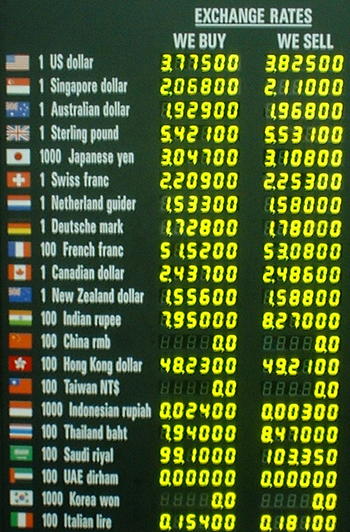 EXCHANGE RATES
WE BUY WE SELL
1 US dollar 3.77500 3.82500
1 Singapore dollar 2.06800 2.11000
1 Australian dollar 1.92900 1.96800
1 Sterling pound 5.42100 5.53100
1000 Japanese yen 3.04700 3.10800
1 Swiss franc 2.20900 2.25300
1 Netherland guider 1.53300 1.58000
1 Deutsche mark 1.72800 1.78000
100 French franc 51.5200 53.0800
1 Canadian dollar 2.43700 2.48600
1 New Zealand dollar 1.55600 1.58800
100 Indian rupee 7.95000 8.27000
100 China rmb 0.0 0.0
100 Hong Kong dollar 48.2300 49.2100
100 Taiwan NT$ 0.0 0.0
1000 Indonesian rupiah 0.02400 0.00300
100 Thailand baht 7.94000 8.47000
100 Saudi riyal 99.1000 103.350
100 UAE dirham 0.00000 0.00000
1000 Korea won 0.0 0.0
100 Italian lire 0.15400 0.18100